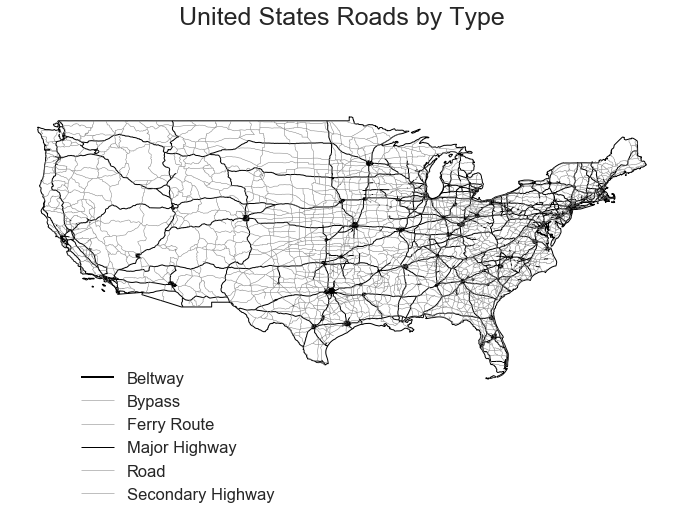 United States Roads by Type
Beltway
Bypass
Ferry Route
Major Highway
Road
Secondary Highway